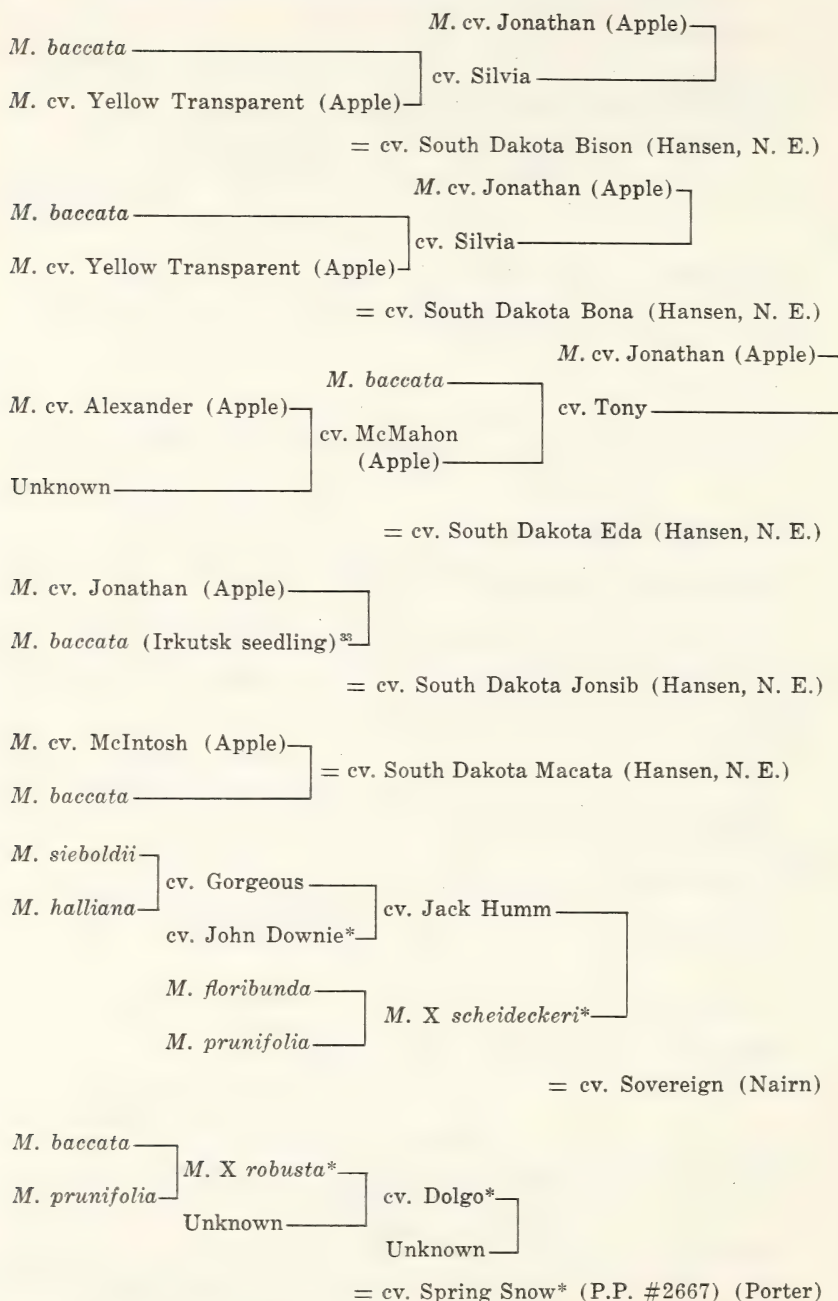 M. cv. Jonathan (Apple)
M. baccata
cv. Silvia
M. cv. Yellow Transparent (Apple)
= cv. South Dakota Bison (Hansen, N. E.)
M. cv. Jonathan (Apple)
M. baccata
cv. Silvia
M. cv. Yellow Transparent (Apple)
= cv. South Dakota Bona (Hansen, N. E.)
M. cv. Jonathan (Apple)
M. baccata
M. cv. Alexander (Apple)
cv. Tony
cv. McMahon
(Apple)
Unknown
= cv. South Dakota Eda (Hansen, N. E.)
M. cv. Jonathan (Apple)
M. baccata (Irkutsk seedling)³³
= cv. South Dakota Jonsib (Hansen, N. E.)
M. cv. McIntosh (Apple)
= cv. South Dakota Macata (Hansen, N. E.)
M. baccata
M. sieboldii
cv. Gorgeous
M. halliana
cv. Jack Humm
cv. John Downie*
M. floribunda
M. X scheideckeri*
M. prunifolia
= cv. Sovereign (Nairn)
M. baccata
M. X robusta*
M. prunifolia
cv. Dolgo*
Unknown
Unknown
= cv. Spring Snow* (P.P. #2667) (Porter)